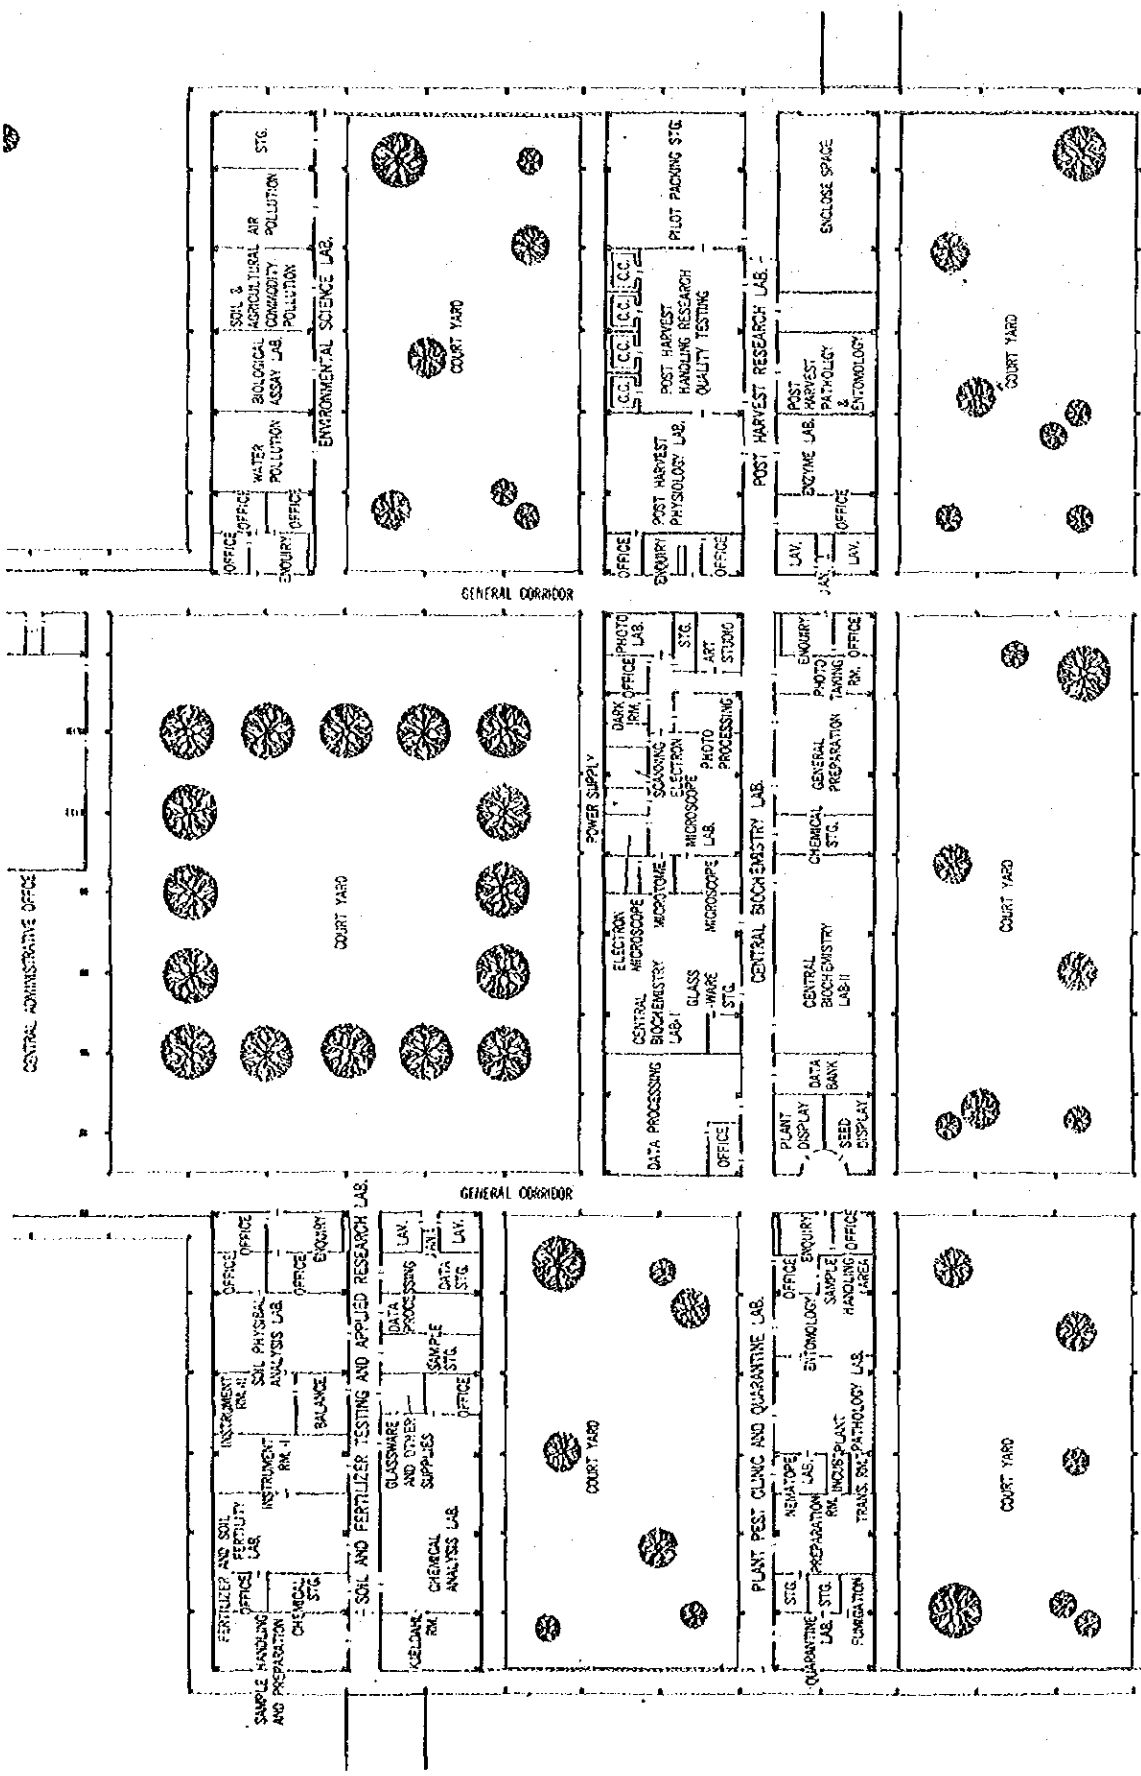 STG.
AIR
POLLUTION
SOIL &
AGRICULTURAL
COMMODITY
POLLUTION
BIOLOGICAL
ASSAY LAB.
WATER
POLLUTION
OFFICE
OFFICE
OFFICE
ENQUIRY
ENVIRONMENTAL SCIENCE LAB.
COURT YARD
PILOT PACKING STG.
C.C.
C.C.
C.C.
C.C.
POST HARVEST
HANDLING RESEARCH
QUALITY TESTING
POST HARVEST
PHYSIOLOGY LAB.
OFFICE
ENQUIRY
OFFICE
POST HARVEST RESEARCH LAB.
ENCLOSE SPACE
POST
HARVEST
PATHOLIGY
&
ENTOMOLOGY
ENZYME LAB.
OFFICE
LAV.
JAN.
LAV.
COURT YARD
GENERAL CORRIDOR
CENTRAL ADMINISTRATIVE OFFICE
COURT YARD
POWER SUPPLY
PHOTO
LAB.
STG.
ART
STUDIO
OFFICE
DARK
RM.
SCANNING
ELECTRON
MICROSCOPE
LAB.
PHOTO
PROCESSING
MICROTOME
MICROSCOPE
ELECTRON
MICROSCOPE
CENTRAL
BIOCHEMISTRY
LAB-I
GLASS
-WARE
STG.
DATA PROCESSING
OFFICE
CENTRAL BIOCHEMISTRY LAB.
ENQUIRY
OFFICE
PHOTO
TAKING
RM.
GENERAL
PREPARATION
CHEMICAL
STG.
CENTRAL
BIOCHEMISTRY
LAB-II
DATA
BANK
PLANT
DISPLAY
SEED
DISPLAY
COURT YARD
GENERAL CORRIDOR
OFFICE
OFFICE
OFFICE
ENQUIRY
SOIL PHYSICAL
ANALYSIS LAB.
INSTRUMENT
RM.-II
BALANCE
INSTRUMENT
RM.-I
FERTILIZER AND SOIL
FERTILITY
LAB.
OFFICE
CHEMICAL
STG.
SAMPLE HANDLING
AND PREPARATION
SOIL AND FERTILIZER TESTING AND APPLIED RESEARCH LAB.
LAV.
JAN.
LAV.
DATA
PROCESSING
DATA
STG.
SAMPLE
STG.
OFFICE
GLASSWARE
AND OTHER
SUPPLIES
CHEMICAL
ANALYSIS LAB.
KJELDAHL
RM.
COURT YARD
PLANT PEST CLINIC AND QUARANTINE LAB.
ENQUIRY
OFFICE
OFFICE
SAMPLE
HANDLING
AREA
ENTOMOLOGY
PLANT
PATHOLOGY LAB.
NEMATOPE
LAB.
INCUST
TRANS. RM.
PREPARATION
RM.
STG.
STG.
QUARANTINE
LAB.
FUMIGATION
COURT YARD